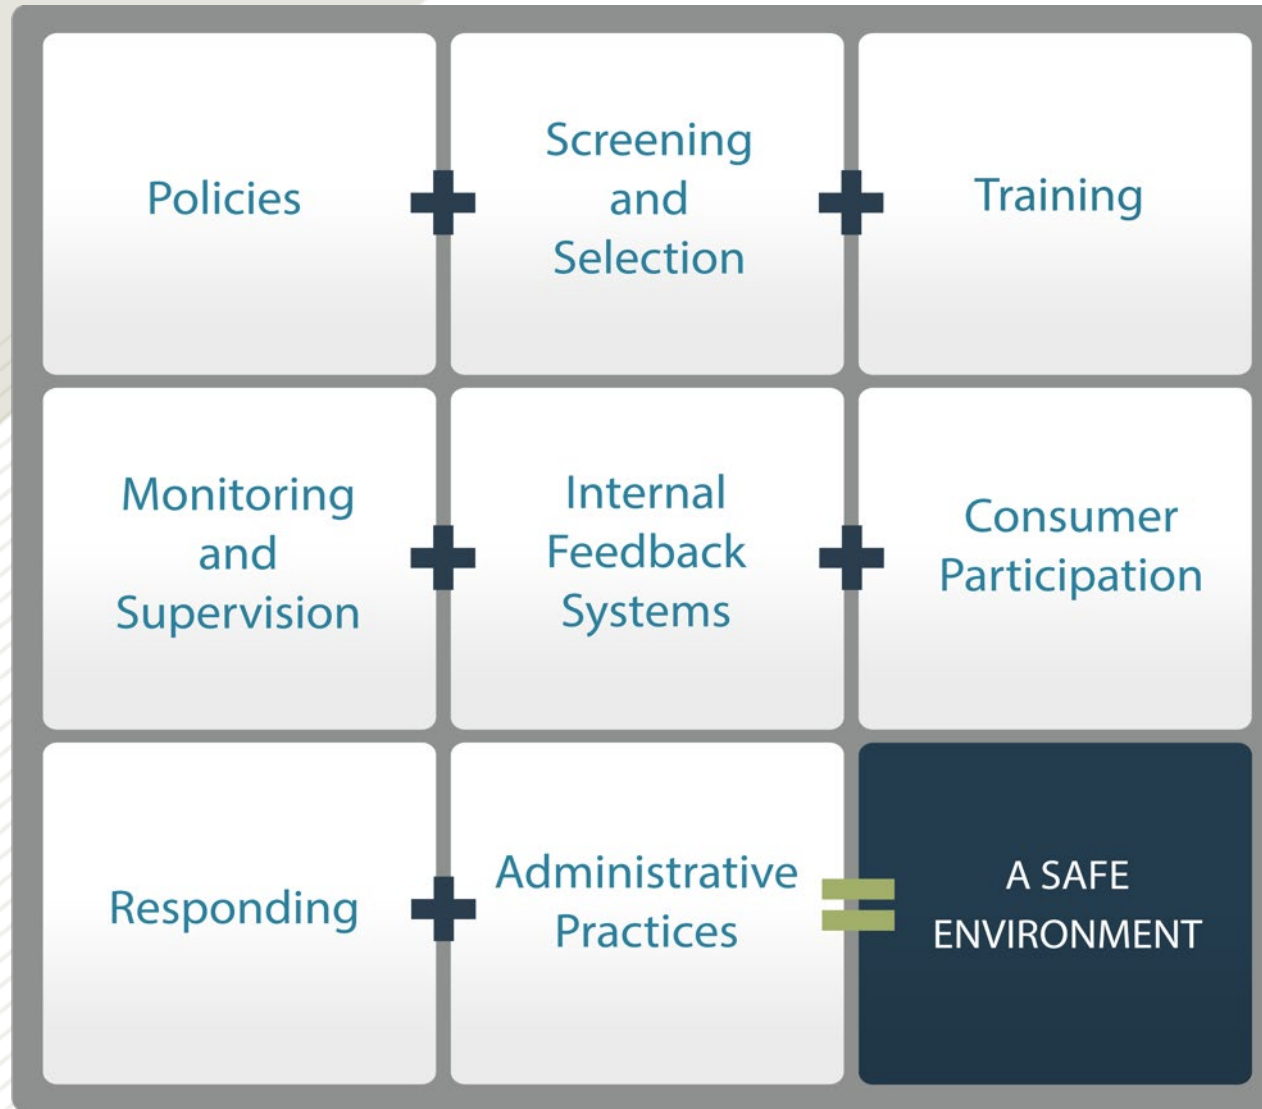 Policies
Screening
and
Selection
Training
Monitoring
and
Supervision
Internal
Feedback
Systems
Consumer
Participation
Responding
Administrative
Practices
A SAFE
ENVIRONMENT